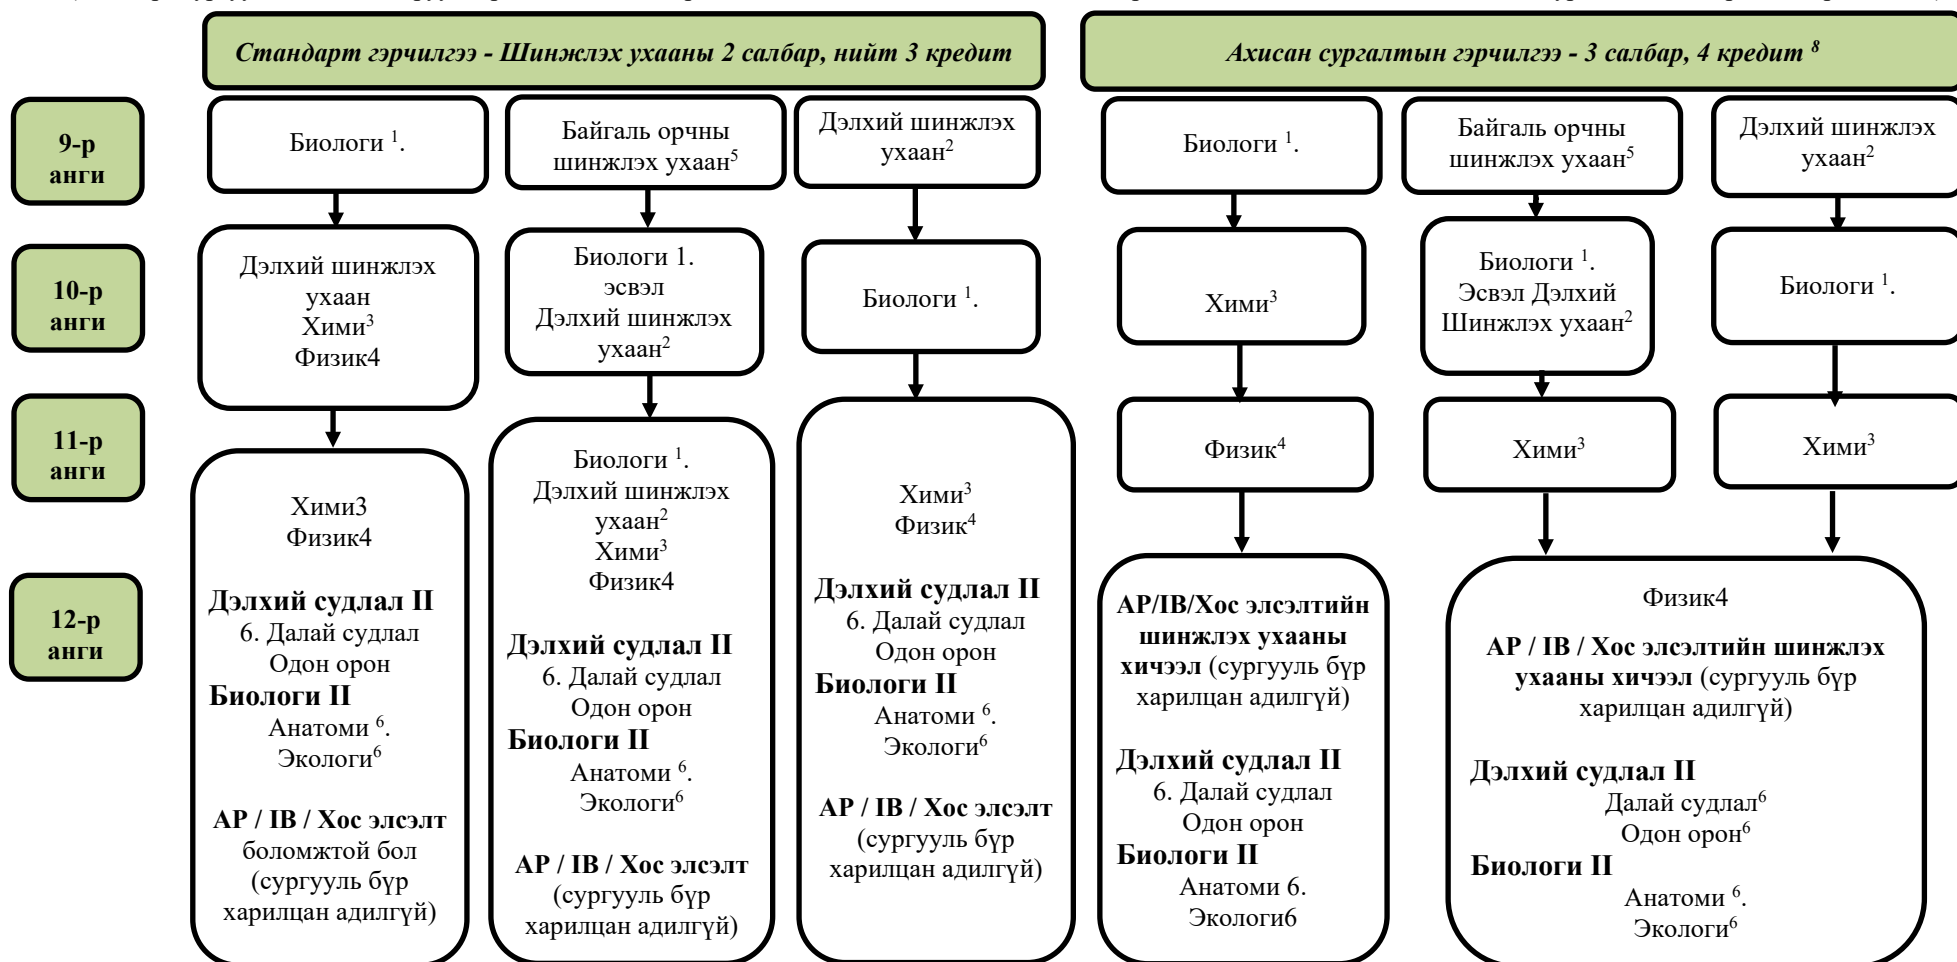 Стандарт гэрчилгээ - Шинжлэх ухааны 2 салбар, нийт 3 кредит
Ахисан сургалтын гэрчилгээ - 3 салбар, 4 кредит ⁸
9-р
анги
Биологи ¹.
Байгаль орчны
шинжлэх ухаан⁵
Дэлхий шинжлэх
ухаан²
Биологи ¹.
Байгаль орчны
шинжлэх ухаан⁵
Дэлхий шинжлэх
ухаан²
10-р
анги
Дэлхий шинжлэх
ухаан
Хими³
Физик4
Биологи 1.
эсвэл
Дэлхий шинжлэх
ухаан²
Биологи ¹.
Хими³
Биологи ¹.
Эсвэл Дэлхий
Шинжлэх ухаан²
Биологи ¹.
11-р
анги
Физик⁴
Хими³
Хими³
12-р
анги
Хими3
Физик4
Дэлхий судлал II
6. Далай судлал
Одон орон
Биологи II
Анатоми ⁶.
Экологи⁶
AP / IB / Хос элсэлт
боломжтой бол
(сургууль бүр
харилцан адилгүй)
Биологи ¹.
Дэлхий шинжлэх
ухаан²
Хими³
Физик4
Дэлхий судлал II
6. Далай судлал
Одон орон
Биологи II
Анатоми ⁶.
Экологи⁶
AP / IB / Хос элсэлт
(сургууль бүр
харилцан адилгүй)
Хими³
Физик⁴
Дэлхий судлал II
6. Далай судлал
Одон орон
Биологи II
Анатоми ⁶.
Экологи⁶
AP / IB / Хос элсэлт
(сургууль бүр
харилцан адилгүй)
AP/IB/Хос элсэлтийн
шинжлэх ухааны
хичээл (сургууль бүр
харилцан адилгүй)
Дэлхий судлал II
6. Далай судлал
Одон орон
Биологи II
Анатоми 6.
Экологи6
Физик4
AP / IB / Хос элсэлтийн шинжлэх
ухааны хичээл (сургууль бүр
харилцан адилгүй)
Дэлхий судлал II
Далай судлал⁶
Одон орон⁶
Биологи II
Анатоми ⁶.
Экологи⁶